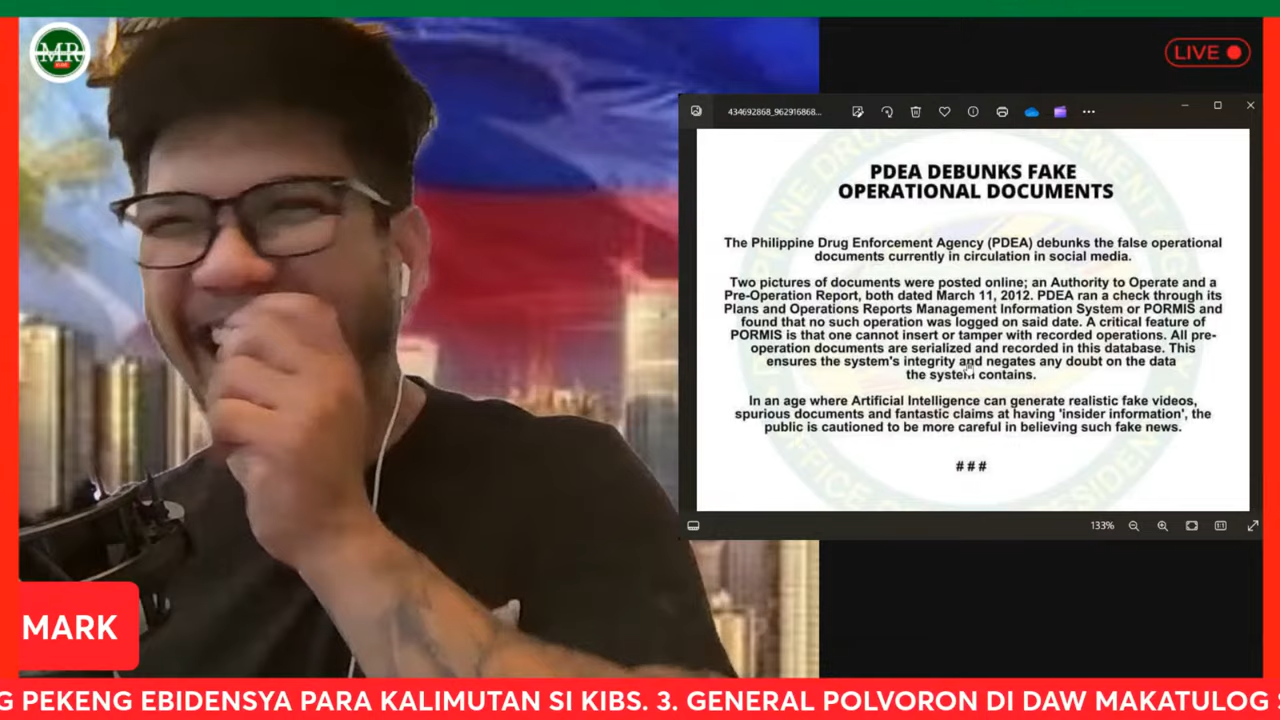 MR
LIVE
434692868_962916868...
PDEA DEBUNKS FAKE
OPERATIONAL DOCUMENTS
The Philippine Drug Enforcement Agency (PDEA) debunks the false operational
documents currently in circulation in social media.
Two pictures of documents were posted online; an Authority to Operate and a
Pre-Operation Report, both dated March 11, 2012. PDEA ran a check through its
Plans and Operations Reports Management Information System or PORMIS and
found that no such operation was logged on said date. A critical feature of
PORMIS is that one cannot insert or tamper with recorded operations. All pre-
operation documents are serialized and recorded in this database. This
ensures the system's integrity and negates any doubt on the data
the system contains.
In an age where Artificial Intelligence can generate realistic fake videos,
spurious documents and fantastic claims at having 'insider information', the
public is cautioned to be more careful in believing such fake news.
###
133%
MARK
G PEKENG EBIDENSYA PARA KALIMUTAN SI KIBS. 3. GENERAL POLVORON DI DAW MAKATULOG